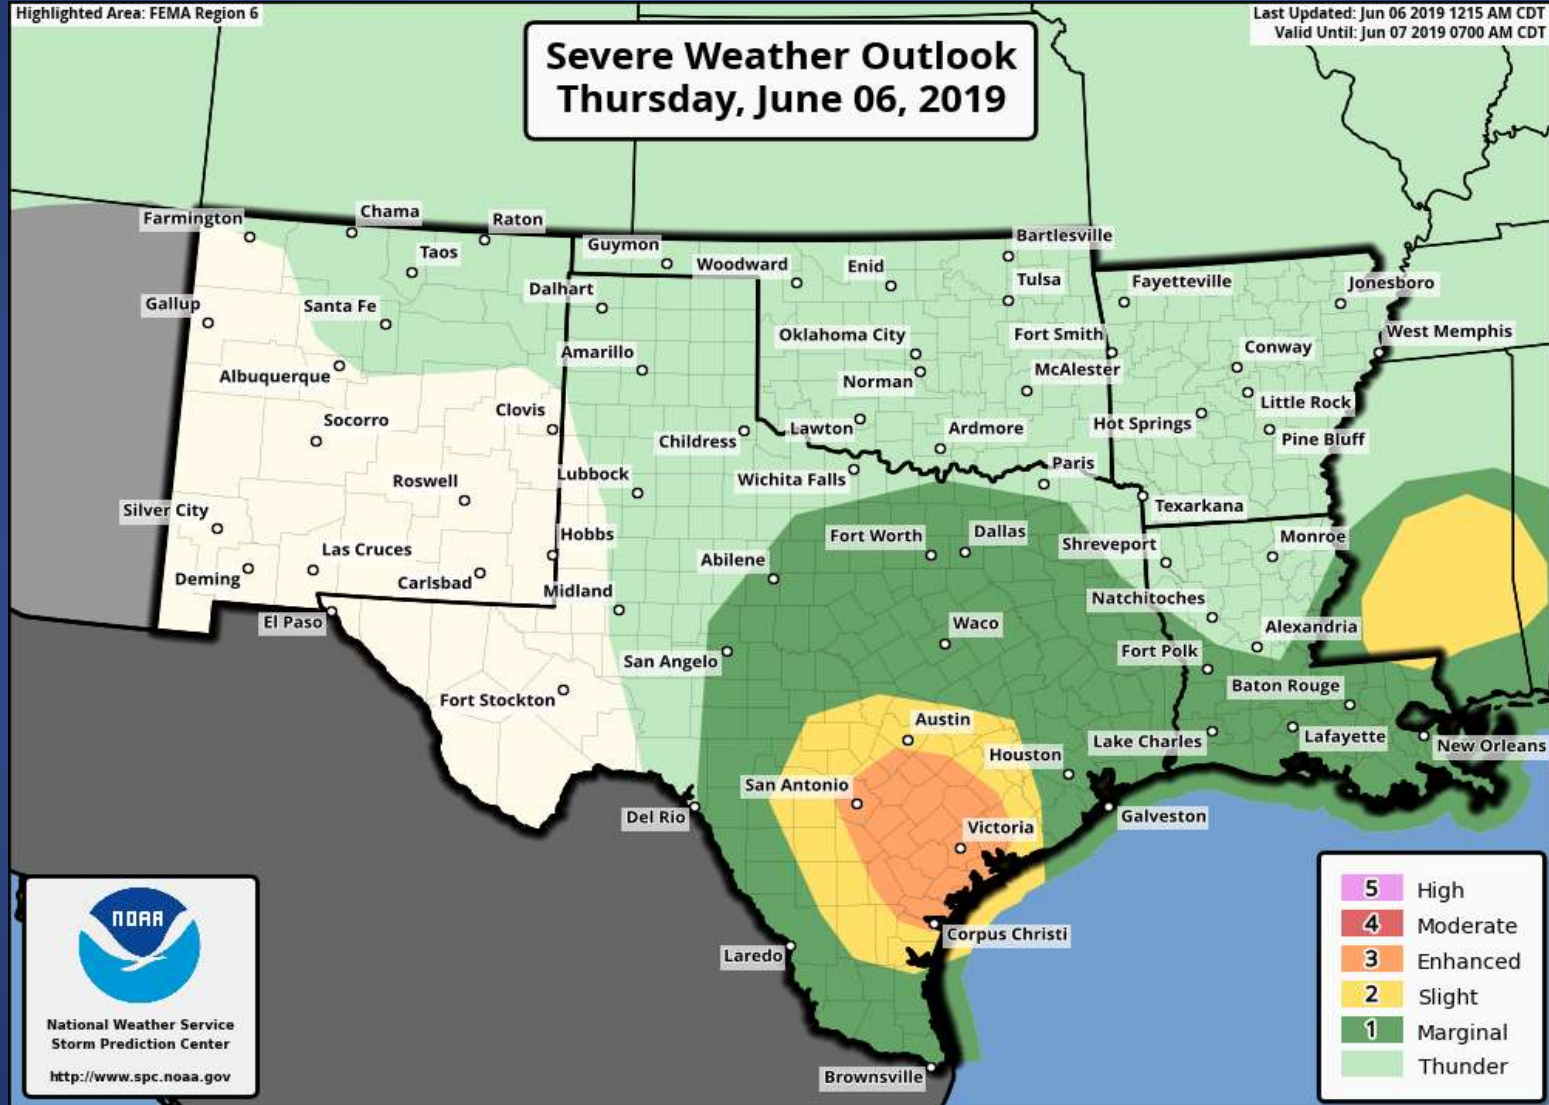 Highlighted Area: FEMA Region 6
Last Updated: Jun 06 2019 1215 AM CDT
Valid Until: Jun 07 2019 0700 AM CDT
Severe Weather Outlook
Thursday, June 06, 2019
Farmington
Chama
Raton
Taos
Guymon
Woodward
Enid
Bartlesville
Tulsa
Fayetteville
Jonesboro
Gallup
Santa Fe
Dalhart
Oklahoma City
Fort Smith
West Memphis
Albuquerque
Amarillo
Norman
McAlester
Conway
Little Rock
Socorro
Clovis
Childress
Lawton
Ardmore
Hot Springs
Pine Bluff
Roswell
Lubbock
Wichita Falls
Paris
Texarkana
Silver City
Las Cruces
Hobbs
Fort Worth
Dallas
Shreveport
Monroe
Deming
Carlsbad
Midland
Abilene
Natchitoches
El Paso
San Angelo
Waco
Fort Polk
Alexandria
Fort Stockton
Baton Rouge
Austin
Houston
Lake Charles
Lafayette
New Orleans
San Antonio
Del Rio
Victoria
Galveston
Laredo
Corpus Christi
Brownsville
NOAA
National Weather Service
Storm Prediction Center
http://www.spc.noaa.gov
5 High
4 Moderate
3 Enhanced
2 Slight
1 Marginal
Thunder